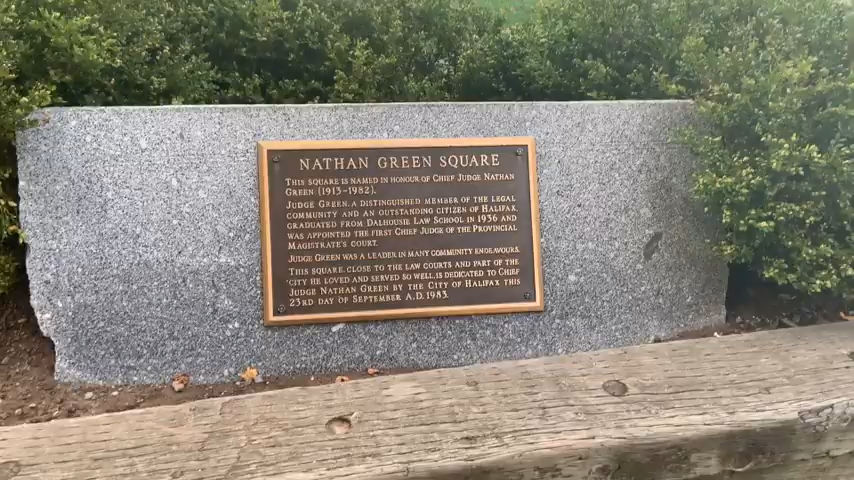 NATHAN GREEN SQUARE
THIS SQUARE IS NAMED IN HONOUR OF CHIEF JUDGE NATHAN
GREEN (1913-1982).
JUDGE GREEN, A DISTINGUISHED MEMBER OF THE LEGAL
COMMUNITY AND AN OUTSTANDING CITIZEN OF HALIFAX,
GRADUATED FROM DALHOUSIE LAW SCHOOL IN 1936 AND
WAS APPOINTED THE FIRST CHIEF JUDGE OF THE PROVINCIAL
MAGISTRATE'S COURT.
JUDGE GREEN WAS A LEADER IN MANY COMMUNITY ENDEAVOURS.
THIS SQUARE, CLOSE TO THE LAW COURTS AND PART OF THE
CITY HE LOVED AND SERVED SO WELL, IS DEDICATED TO CHIEF
JUDGE NATHAN GREEN BY THE CITY OF HALIFAX THIS
23RD DAY OF SEPTEMBER A.D. 1983.